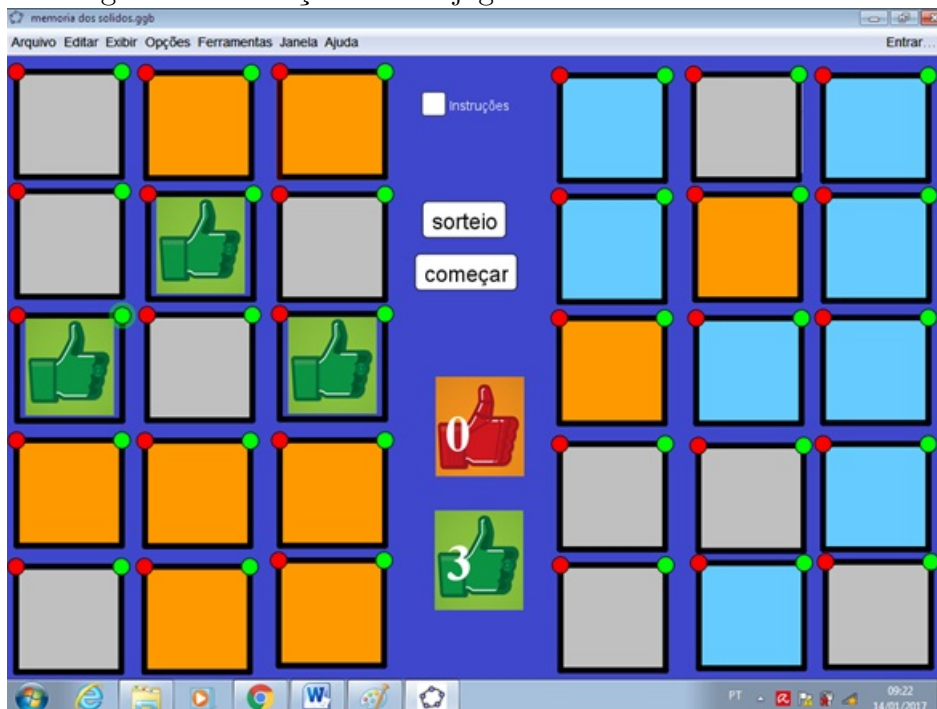 memoria dos solidos.ggb
Arquivo Editar Exibir Opções Ferramentas Janela Ajuda
Entrar...
Instruções
sorteio
começar
0
3
PT
09:22
14/01/2017